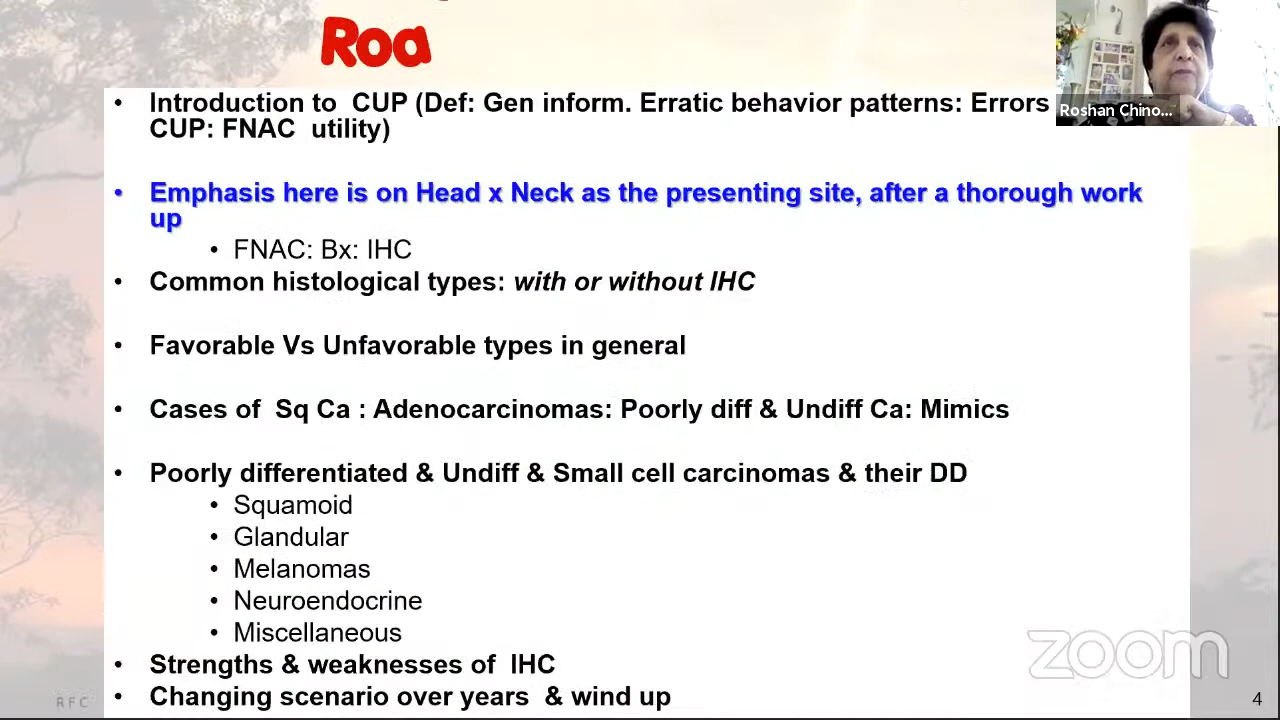 Roa
Introduction to CUP (Def: Gen inform. Erratic behavior patterns: Errors
CUP: FNAC utility)
Roshan Chino...
• Emphasis here is on Head x Neck as the presenting site, after a thorough work
up
• FNAC: Bx: IHC
• Common histological types: with or without IHC
• Favorable Vs Unfavorable types in general
• Cases of Sq Ca : Adenocarcinomas: Poorly diff & Undiff Ca: Mimics
• Poorly differentiated & Undiff & Small cell carcinomas & their DD
• Squamoid
• Glandular
• Melanomas
• Neuroendocrine
• Miscellaneous
• Strengths & weaknesses of IHC
• Changing scenario over years & wind up
zoom
RFC
4